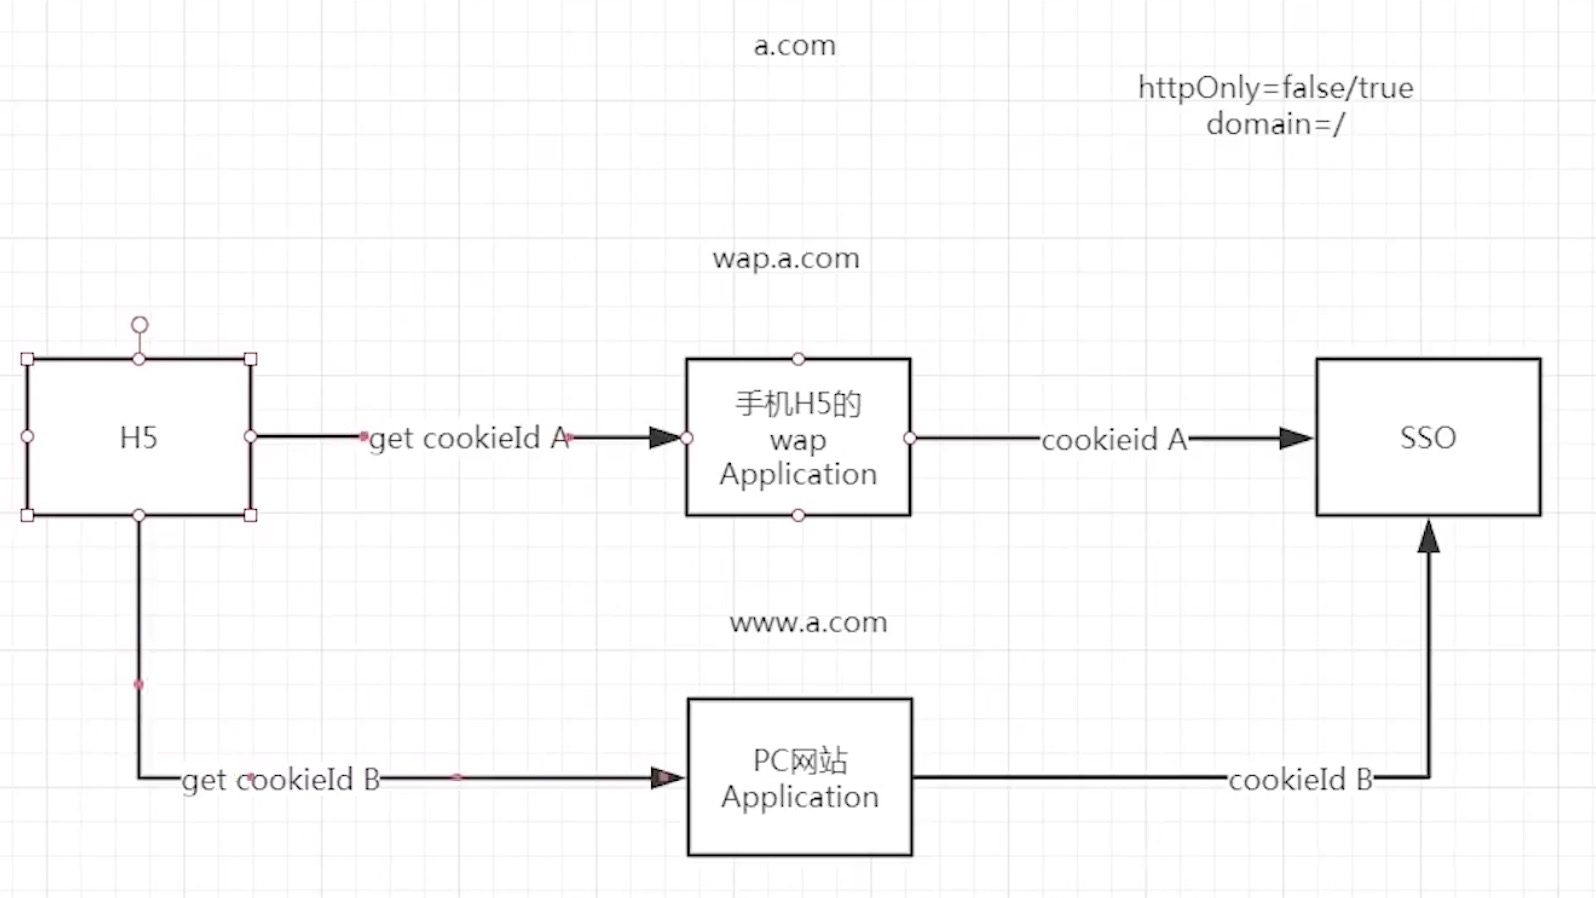 a.com
httpOnly=false/true
domain=/
wap.a.com
H5
get cookieId A
手机H5的
wap
Application
cookieid A
SSO
www.a.com
get cookieId B
PC网站
Application
cookieId B